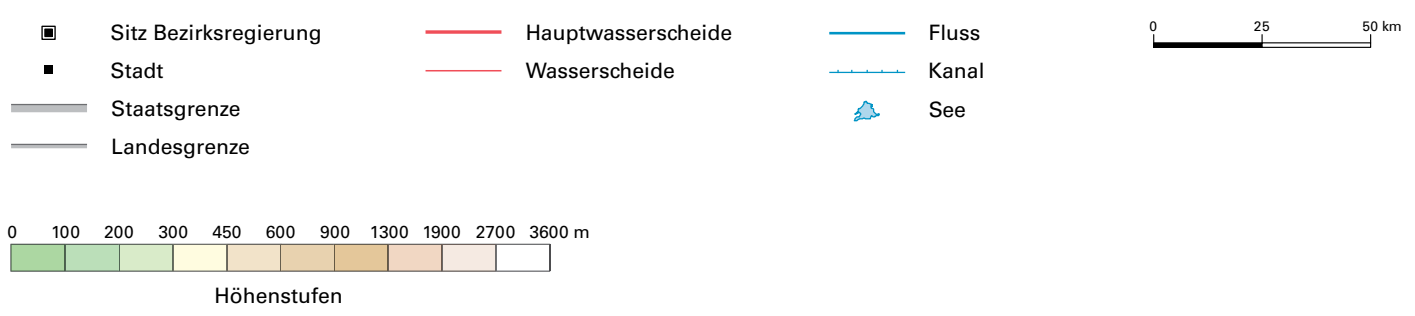 Sitz Bezirksregierung
Stadt
Staatsgrenze
Landesgrenze
Hauptwasserscheide
Wasserscheide
Fluss
Kanal
See
0 25 50 km
0 100 200 300 450 600 900 1300 1900 2700 3600 m
Höhenstufen